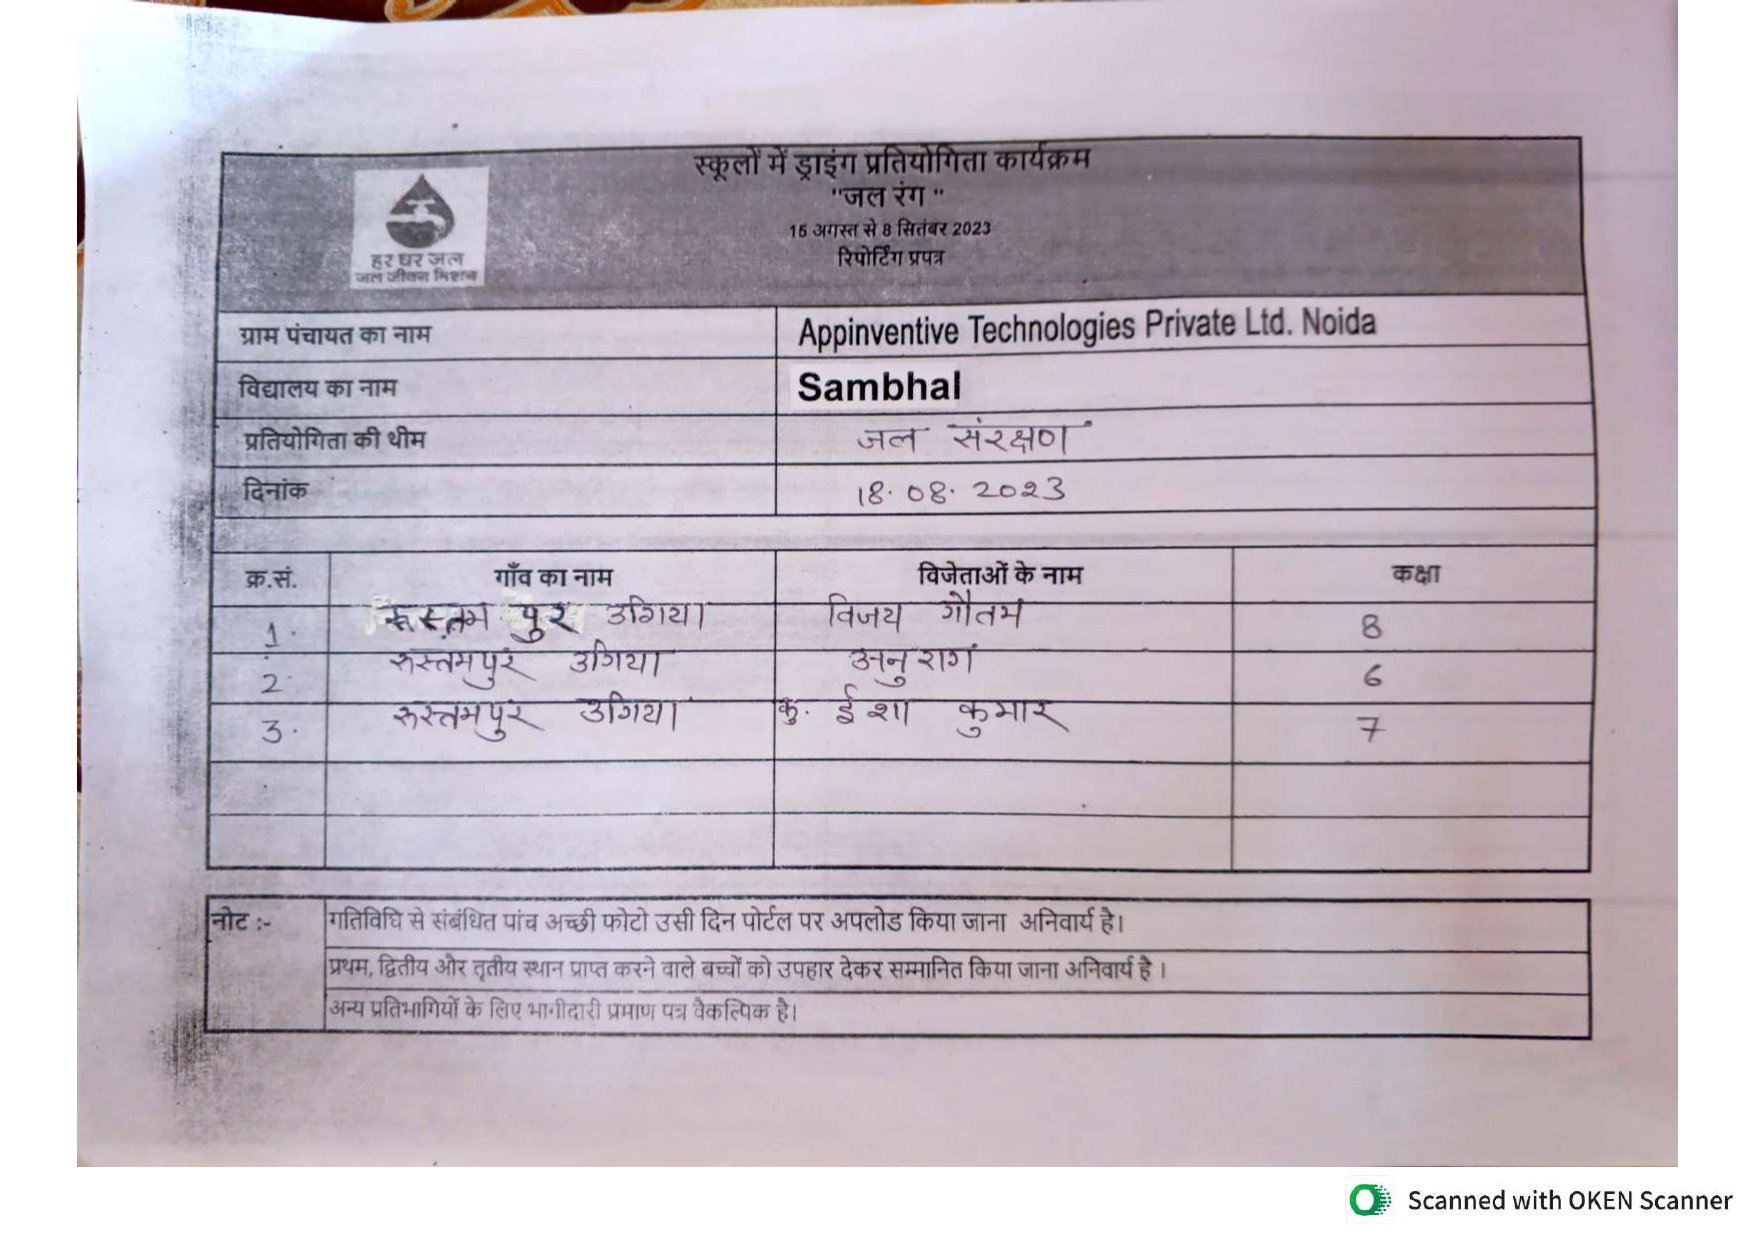 स्कूलों में ड्राइंग प्रतियोगिता कार्यक्रम
"जल रंग"
15 अगस्त से 8 सितंबर 2023
रिपोर्टिंग प्रपत्र
हर घर जल
जल जीवन मिशन
ग्राम पंचायत का नाम Appinventive Technologies Private Ltd. Noida
विद्यालय का नाम Sambhal
प्रतियोगिता की थीम जल संरक्षण
दिनांक 18.08.2023
क्र.सं. गाँव का नाम विजेताओं के नाम कक्षा
1. रुस्तम पुर उगिया विजय गौतम 8
2. रुस्तमपुर उगिया अनुराग 6
3. रुस्तमपुर उगिया कु. ईशा कुमार 7
नोट :- गतिविधि से संबंधित पांच अच्छी फोटो उसी दिन पोर्टल पर अपलोड किया जाना अनिवार्य है।
प्रथम, द्वितीय और तृतीय स्थान प्राप्त करने वाले बच्चों को उपहार देकर सम्मानित किया जाना अनिवार्य है।
अन्य प्रतिभागियों के लिए भागीदारी प्रमाण पत्र वैकल्पिक है।
Scanned with OKEN Scanner